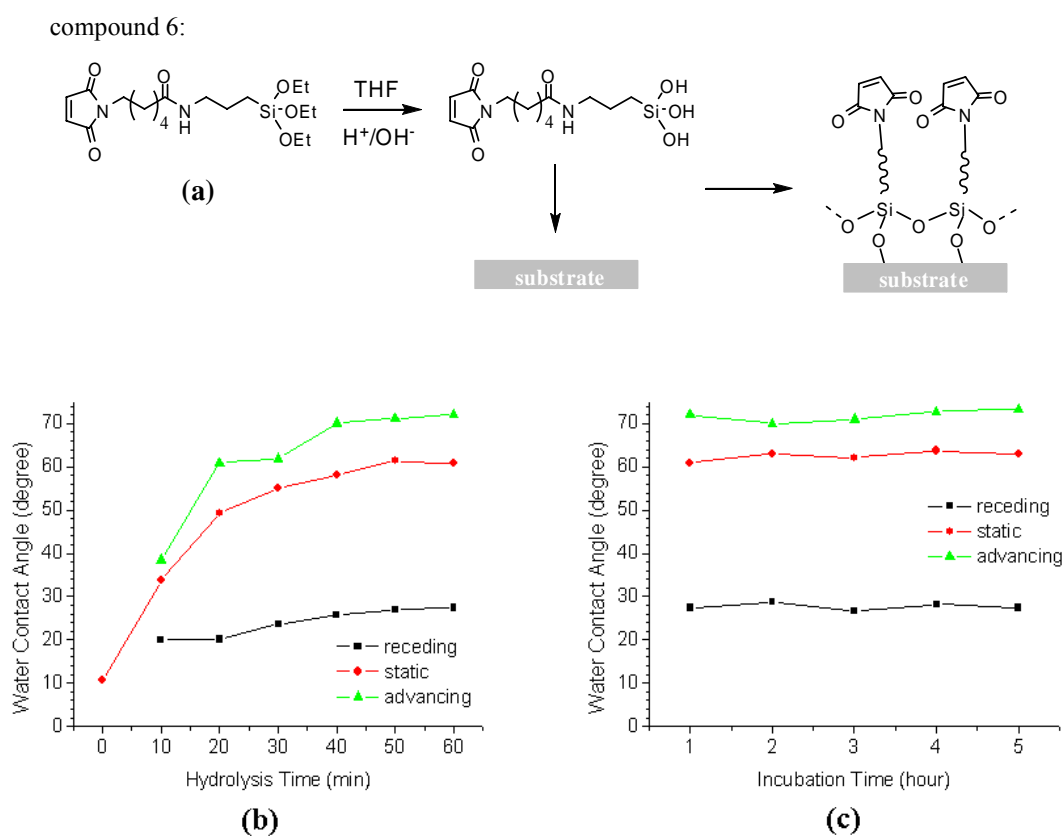 compound 6:
O
N
O
4
O
N
H
Si
OEt
OEt
OEt
THF
H⁺/OH⁻
O
N
O
4
O
N
H
Si
OH
OH
OH
O
N
O
O
N
O
Si
Si
O
O
O
O
O
substrate
substrate
(a)
Water Contact Angle (degree)
70
60
50
40
30
20
10
0
receding
static
advancing
0 10 20 30 40 50 60
Hydrolysis Time (min)
(b)
Water Contact Angle (degree)
70
60
50
40
30
20
10
0
receding
static
advancing
1 2 3 4 5
Incubation Time (hour)
(c)